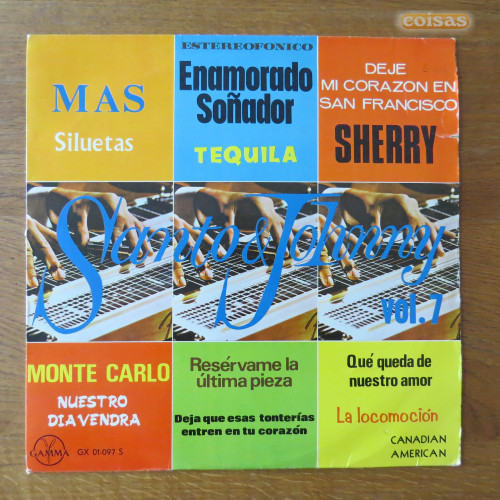 coisas
ESTEREOFONICO
MAS
Siluetas
Enamorado
Soñador
TEQUILA
DEJE
MI CORAZON EN
SAN FRANCISCO
SHERRY
Santo & Johnny
vol.7
MONTE CARLO
NUESTRO
DIA VENDRA
Resérvame la
última pieza
Deja que esas tonterías
entren en tu corazón
Qué queda de
nuestro amor
La locomoción
CANADIAN
AMERICAN
GAMMA
GX 01-097 S